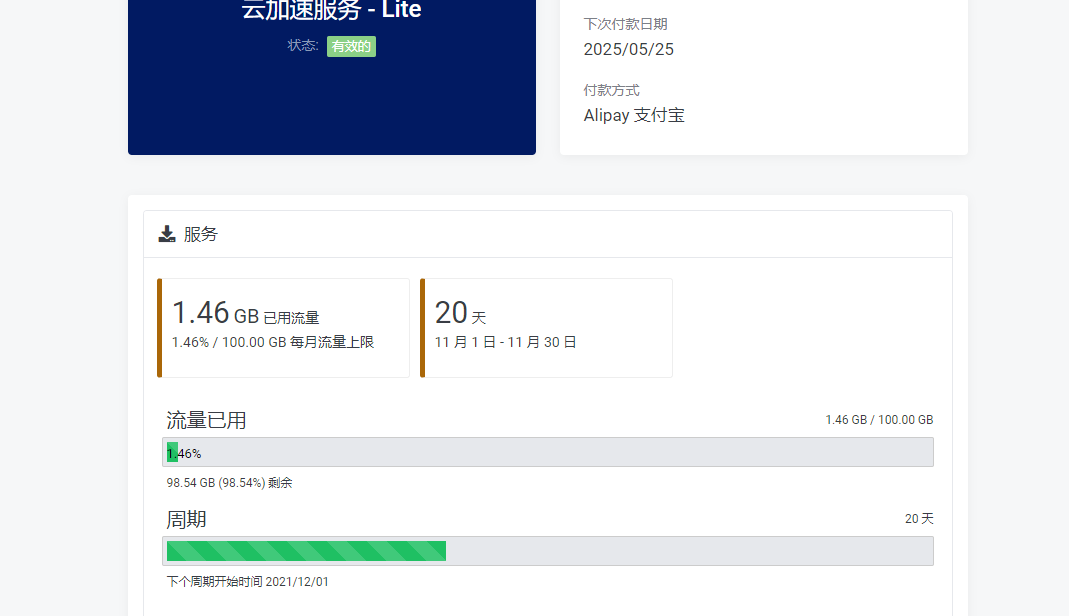 云加速服务 - Lite
状态: 有效的
下次付款日期
2025/05/25
付款方式
Alipay 支付宝
服务
1.46 GB 已用流量
1.46% / 100.00 GB 每月流量上限
20 天
11 月 1 日 - 11 月 30 日
流量已用
1.46 GB / 100.00 GB
1.46%
98.54 GB (98.54%) 剩余
周期
20 天
下个周期开始时间 2021/12/01